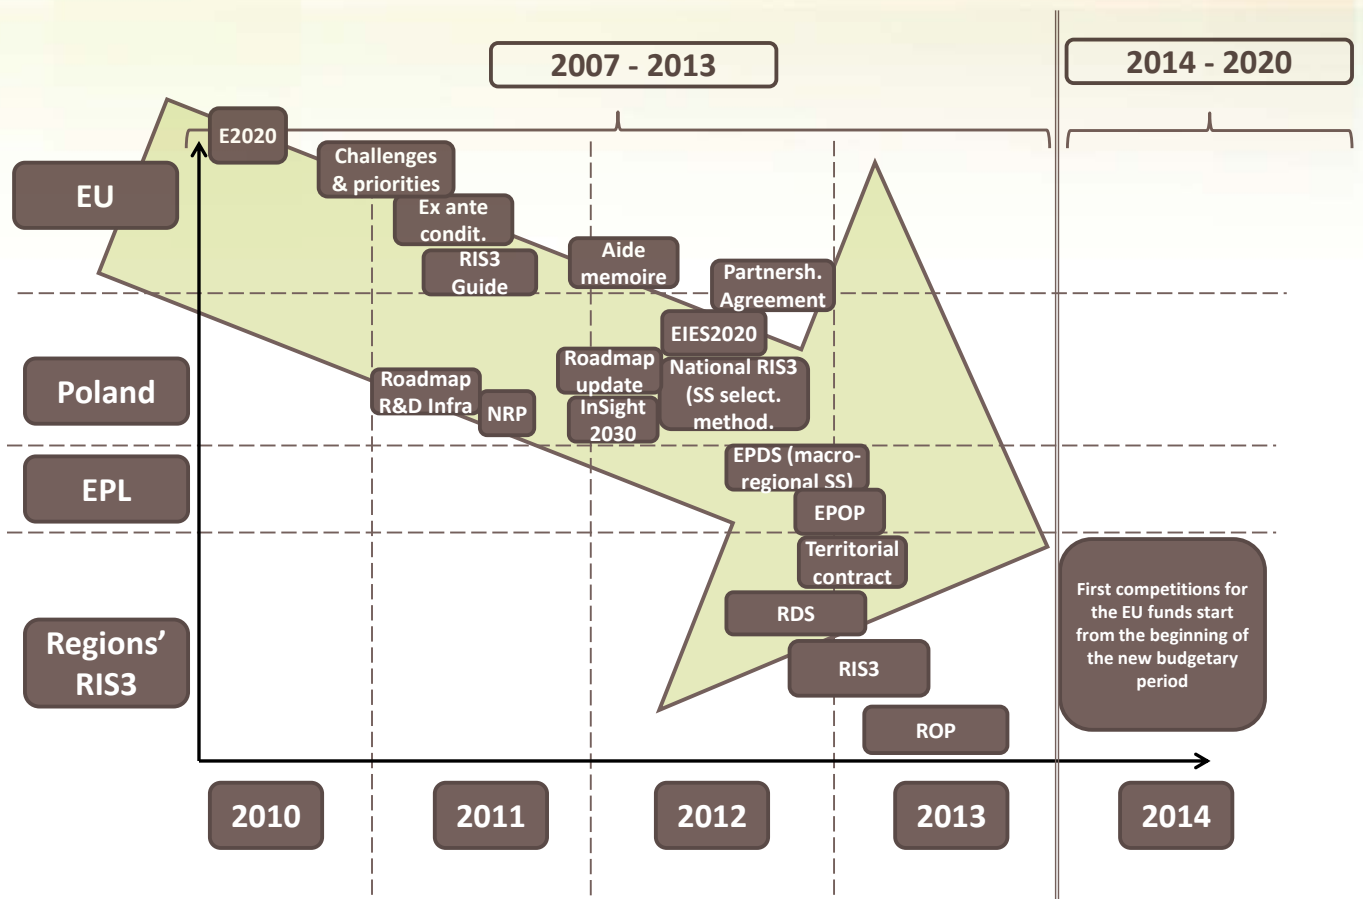 2007 - 2013
2014 - 2020
E2020
Challenges
& priorities
EU
Ex ante
condit.
RIS3
Guide
Aide
memoire
Partnersh.
Agreement
EIES2020
Poland
Roadmap
R&D Infra
NRP
Roadmap
update
InSight
2030
National RIS3
(SS select.
method.
EPL
EPDS (macro-
regional SS)
EPOP
Territorial
contract
Regions'
RIS3
RDS
RIS3
ROP
First competitions for
the EU funds start
from the beginning of
the new budgetary
period
2010
2011
2012
2013
2014